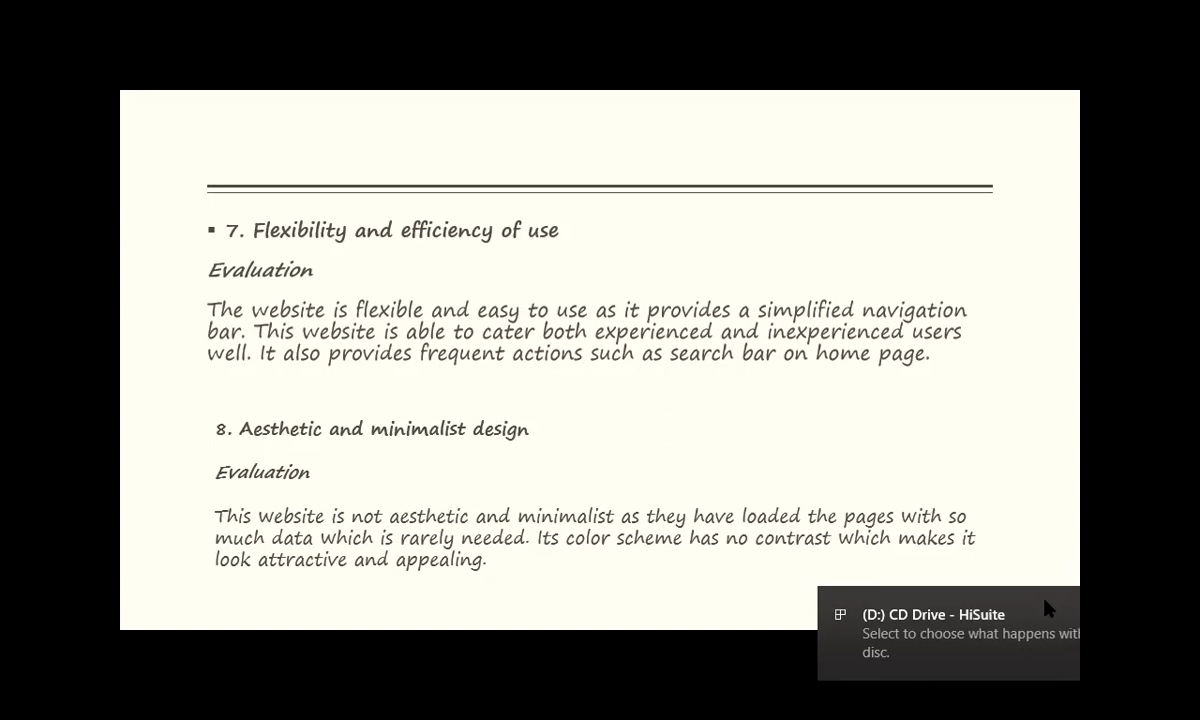 ▪ 7. Flexibility and efficiency of use
Evaluation
The website is flexible and easy to use as it provides a simplified navigation
bar. This website is able to cater both experienced and inexperienced users
well. It also provides frequent actions such as search bar on home page.
8. Aesthetic and minimalist design
Evaluation
This website is not aesthetic and minimalist as they have loaded the pages with so
much data which is rarely needed. Its color scheme has no contrast which makes it
look attractive and appealing.
(D:) CD Drive - HiSuite
Select to choose what happens with
disc.